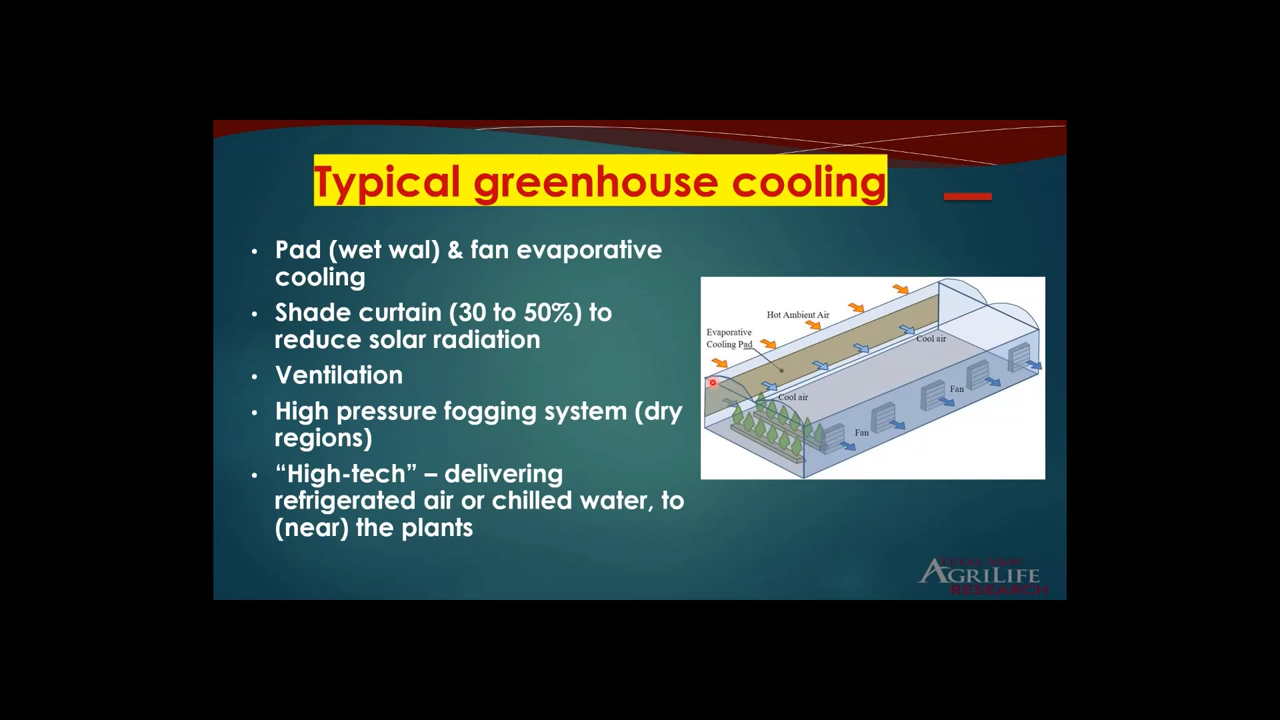 Typical greenhouse cooling
• Pad (wet wal) & fan evaporative
cooling
• Shade curtain (30 to 50%) to
reduce solar radiation
• Ventilation
• High pressure fogging system (dry
regions)
• “High-tech” – delivering
refrigerated air or chilled water, to
(near) the plants
Hot Ambient Air
Evaporative
Cooling Pad
Cool air
Cool air
Fan
Fan
TEXAS A&M
AGRILIFE
RESEARCH